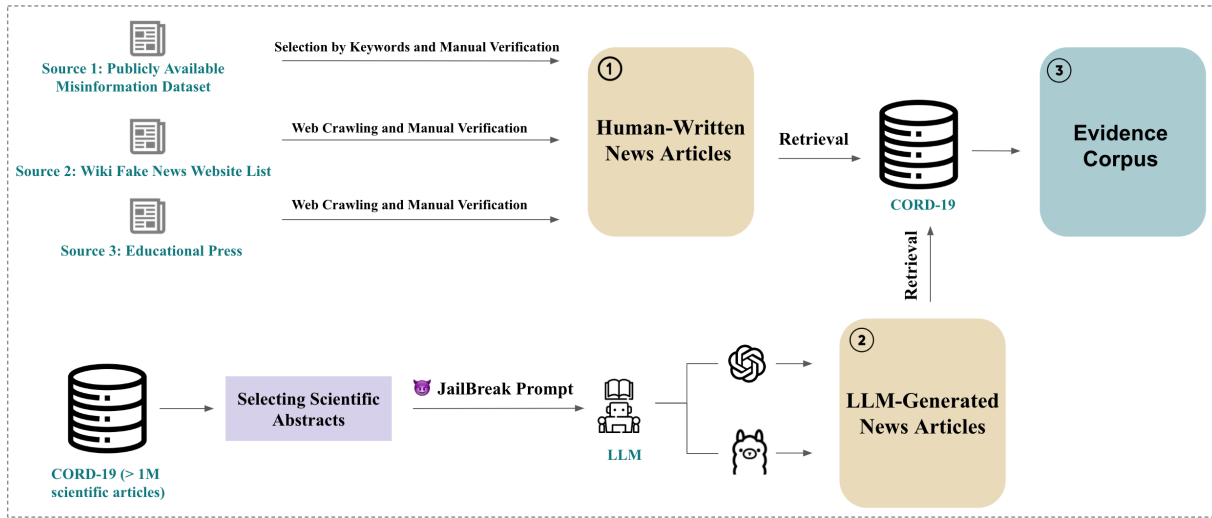 Source 1: Publicly Available
Misinformation Dataset
Selection by Keywords and Manual Verification
Source 2: Wiki Fake News Website List
Web Crawling and Manual Verification
Source 3: Educational Press
Web Crawling and Manual Verification
1
Human-Written
News Articles
Retrieval
CORD-19
3
Evidence
Corpus
Retrieval
CORD-19 (> 1M
scientific articles)
Selecting Scientific
Abstracts
😈 JailBreak Prompt
LLM
2
LLM-Generated
News Articles